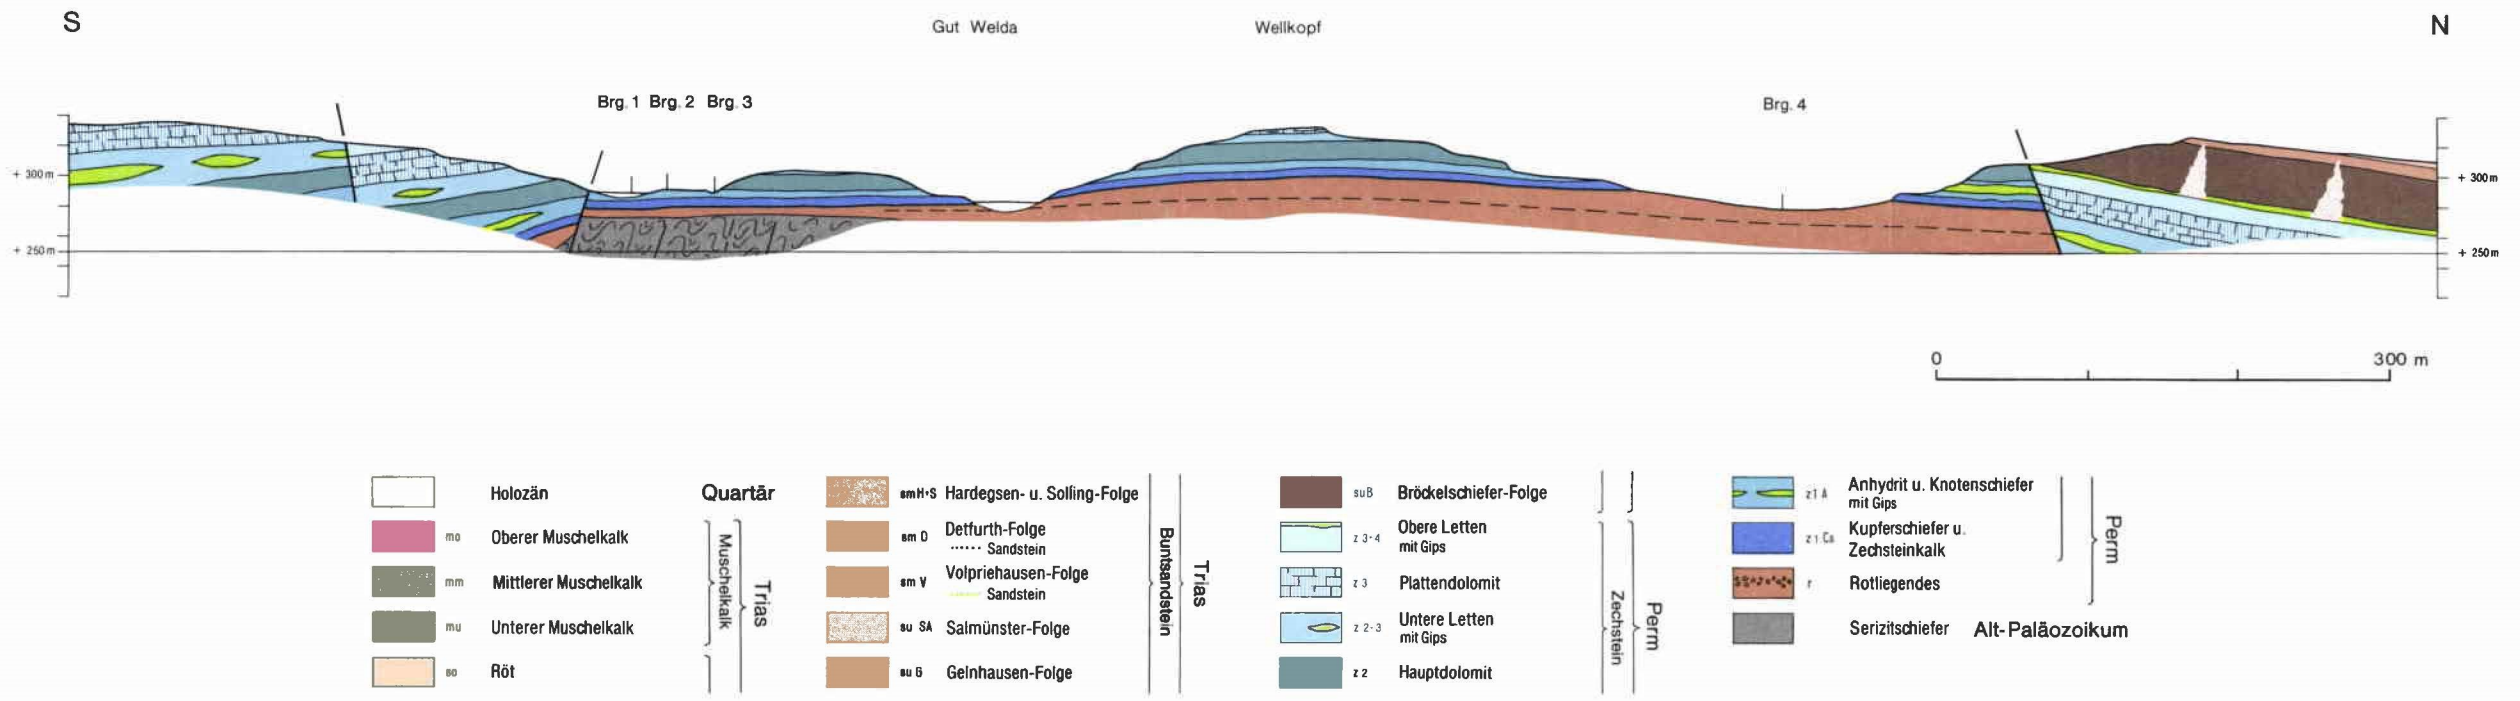 S
Gut Welda
Wellkopf
N
Brg. 1 Brg. 2 Brg. 3
Brg. 4
+ 300 m
+ 300 m
+ 250 m
+ 250 m
0 300 m
Holozän
Quartär
mo Oberer Muschelkalk
mm Mittlerer Muschelkalk
mu Unterer Muschelkalk
so Röt
Muschelkalk
Trias
smH+S Hardegsen- u. Solling-Folge
sm D Detfurth-Folge
Sandstein
sm V Volpriehausen-Folge
Sandstein
su SA Salmünster-Folge
su G Gelnhausen-Folge
Buntsandstein
Trias
suB Bröckelschiefer-Folge
z 3-4 Obere Letten
mit Gips
z 3 Plattendolomit
z 2-3 Untere Letten
mit Gips
z 2 Hauptdolomit
Zechstein
Perm
z1 A Anhydrit u. Knotenschiefer
mit Gips
z1.Ca Kupferschiefer u.
Zechsteinkalk
r Rotliegendes
Serizitschiefer Alt-Paläozoikum
Perm